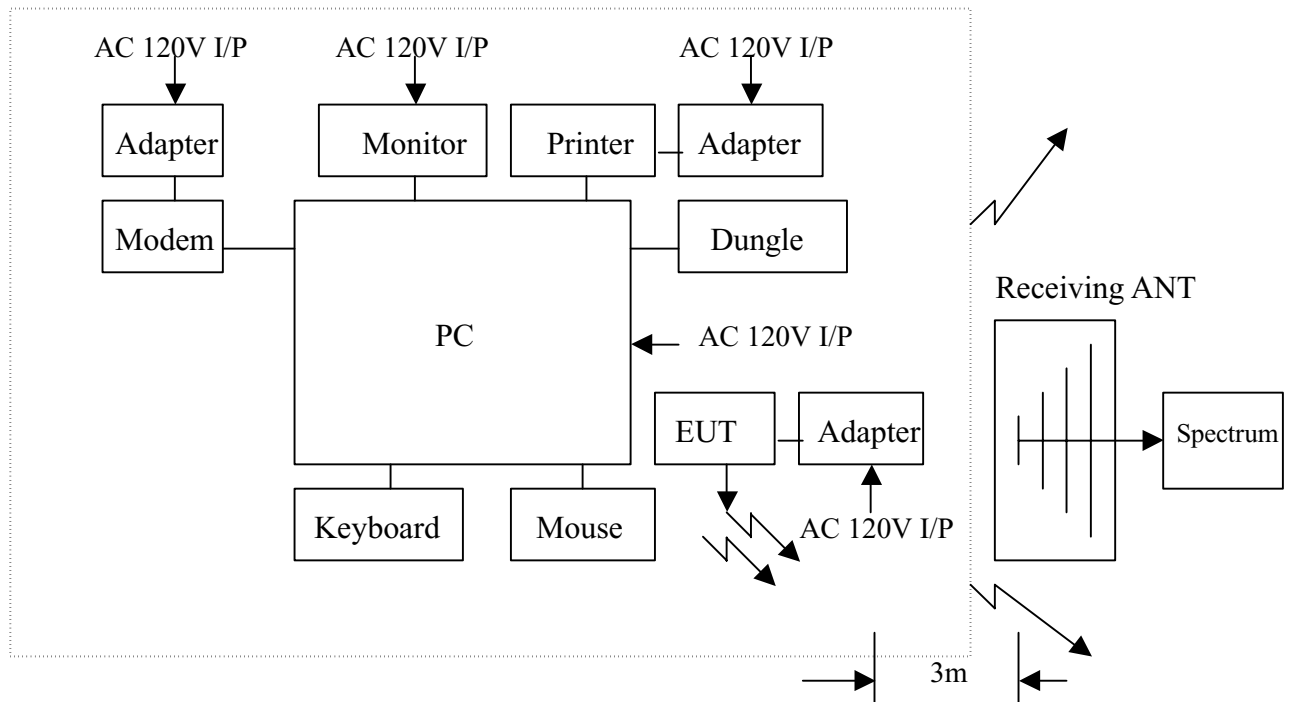 AC 120V I/P
AC 120V I/P
AC 120V I/P
Adapter
Monitor
Printer
Adapter
Modem
Dungle
Receiving ANT
PC
AC 120V I/P
EUT
Adapter
Spectrum
Keyboard
Mouse
AC 120V I/P
3m